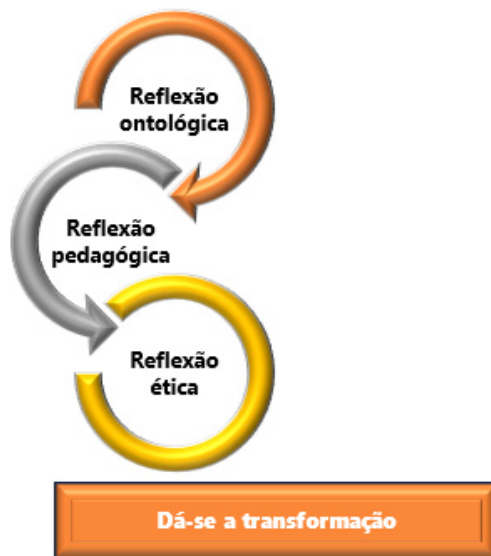 Reflexão
ontológica
Reflexão
pedagógica
Reflexão
ética
Dá-se a transformação